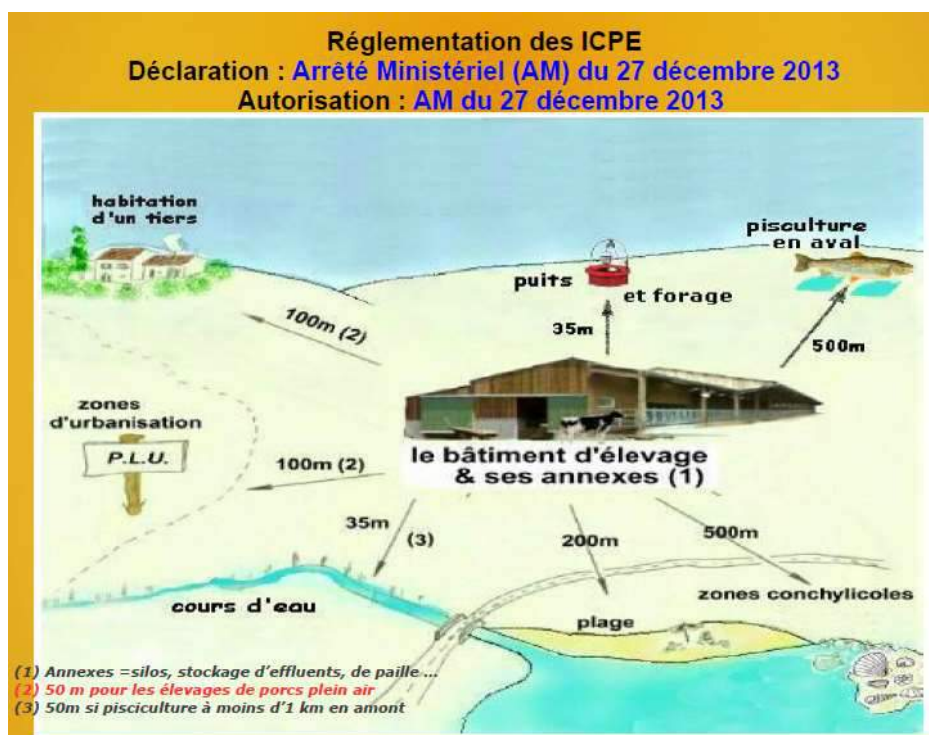 Réglementation des ICPE
Déclaration : Arrêté Ministériel (AM) du 27 décembre 2013
Autorisation : AM du 27 décembre 2013
habitation
d'un tiers
pisculture
en aval
puits
et forage
100m (2)
35m
500m
zones
d'urbanisation
P.L.U.
le bâtiment d'élevage
& ses annexes (1)
100m (2)
35m
(3)
200m
500m
cours d'eau
plage
zones conchylicoles
(1) Annexes =silos, stockage d'effluents, de paille ...
(2) 50 m pour les élevages de porcs plein air
(3) 50m si pisciculture à moins d'1 km en amont